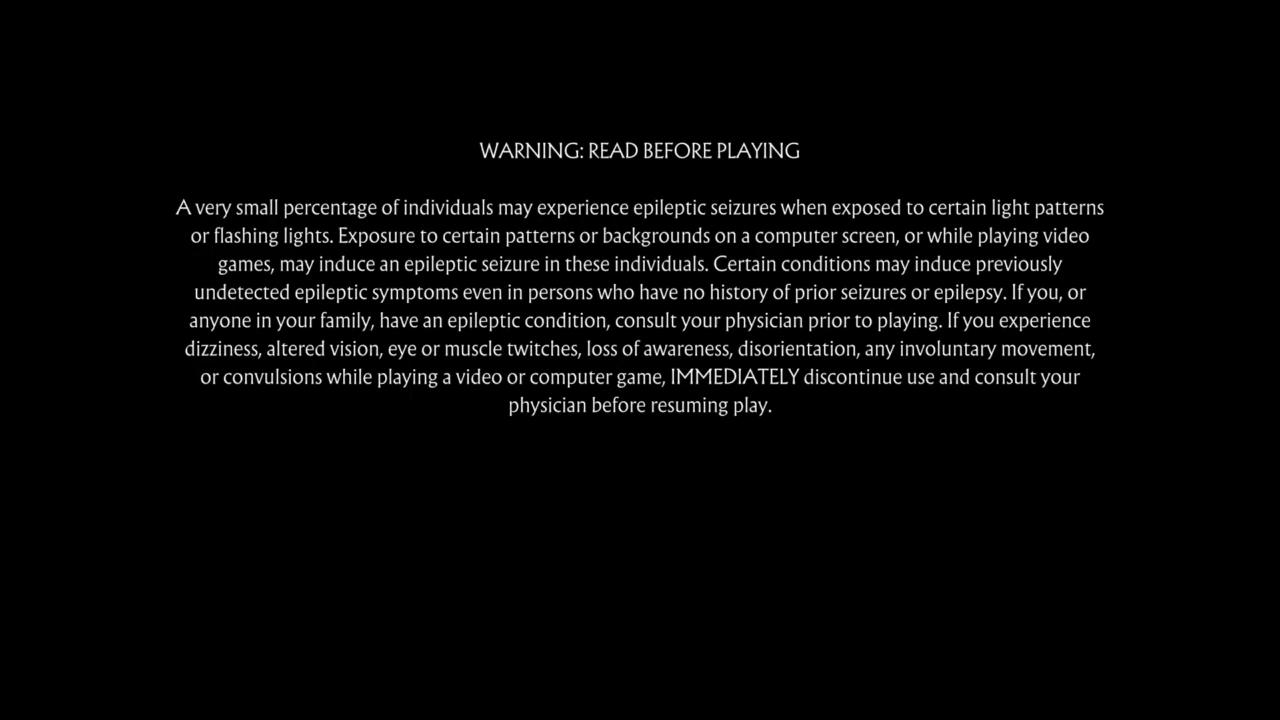 WARNING: READ BEFORE PLAYING
A very small percentage of individuals may experience epileptic seizures when exposed to certain light patterns
or flashing lights. Exposure to certain patterns or backgrounds on a computer screen, or while playing video
games, may induce an epileptic seizure in these individuals. Certain conditions may induce previously
undetected epileptic symptoms even in persons who have no history of prior seizures or epilepsy. If you, or
anyone in your family, have an epileptic condition, consult your physician prior to playing. If you experience
dizziness, altered vision, eye or muscle twitches, loss of awareness, disorientation, any involuntary movement,
or convulsions while playing a video or computer game, IMMEDIATELY discontinue use and consult your
physician before resuming play.